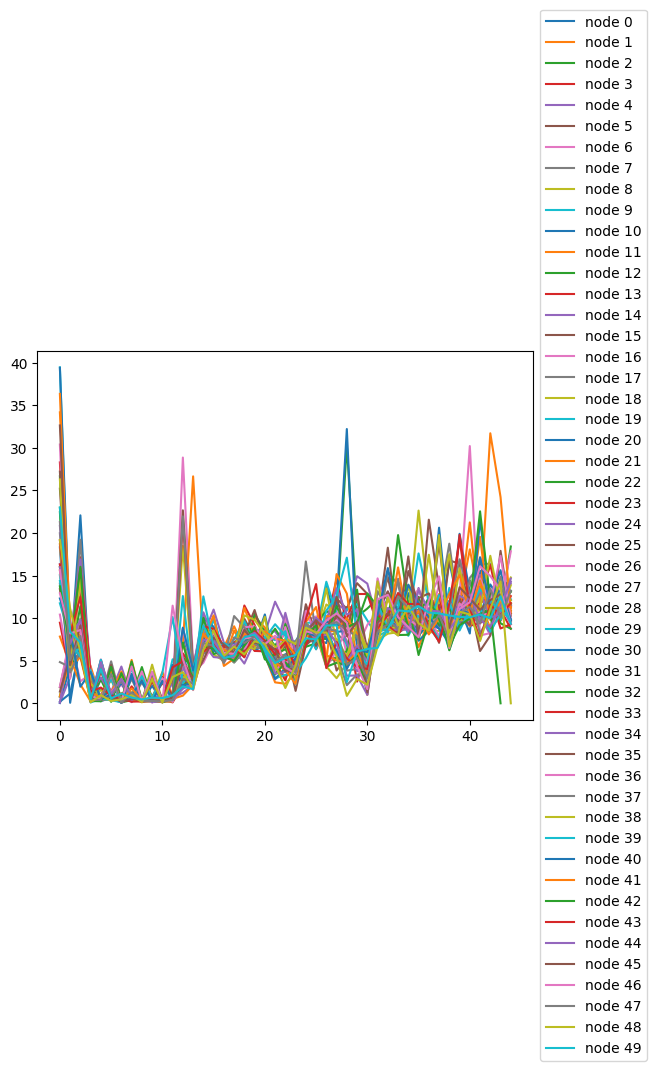 node 0
node 1
node 2
node 3
node 4
node 5
node 6
node 7
node 8
node 9
node 10
node 11
node 12
node 13
node 14
node 15
node 16
node 17
node 18
node 19
node 20
node 21
node 22
node 23
node 24
node 25
node 26
node 27
node 28
node 29
node 30
node 31
node 32
node 33
node 34
node 35
node 36
node 37
node 38
node 39
node 40
node 41
node 42
node 43
node 44
node 45
node 46
node 47
node 48
node 49
40
35
30
25
20
15
10
5
0
0 10 20 30 40